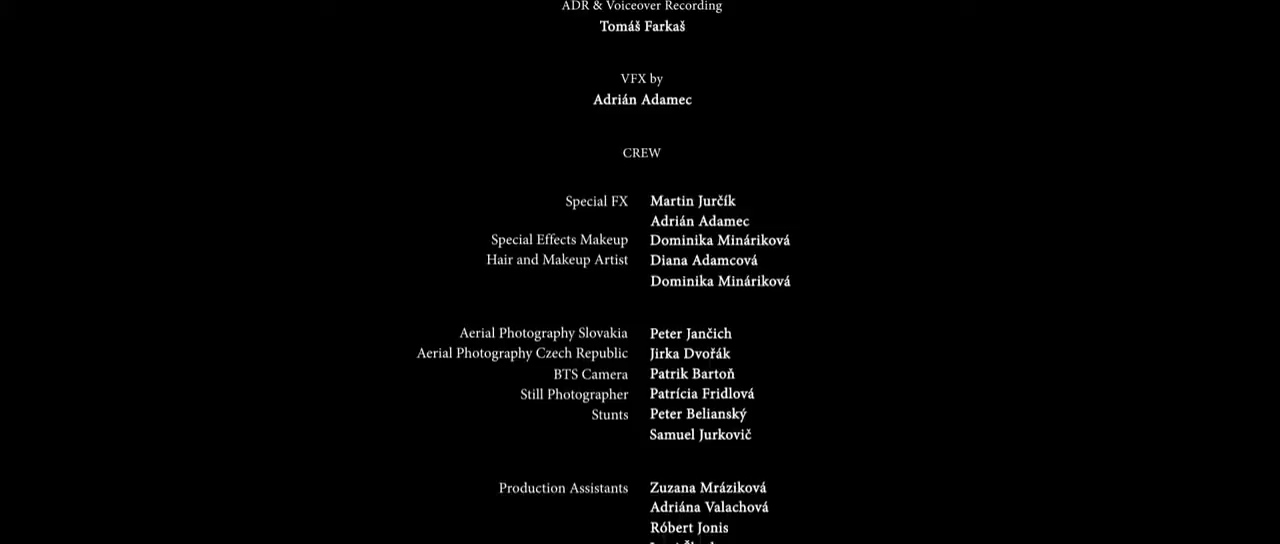 ADR & Voiceover Recording
Tomáš Farkaš
VFX by
Adrián Adamec
CREW
Special FX Martin Jurčík
Adrián Adamec
Special Effects Makeup Dominika Mináriková
Hair and Makeup Artist Diana Adamcová
Dominika Mináriková
Aerial Photography Slovakia Peter Jančich
Aerial Photography Czech Republic Jirka Dvořák
BTS Camera Patrik Bartoň
Still Photographer Patrícia Fridlová
Stunts Peter Belianský
Samuel Jurkovič
Production Assistants Zuzana Mráziková
Adriána Valachová
Róbert Jonis